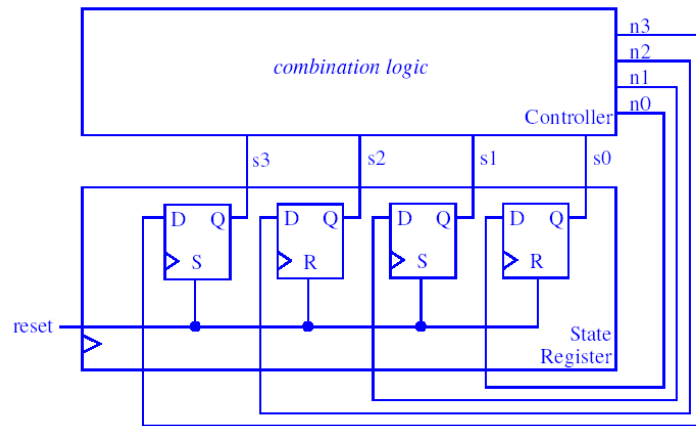 n3
n2
combination logic
n1
n0
Controller
s3
s2
s1
s0
D Q
D Q
D Q
D Q
S
R
S
R
reset
State
Register